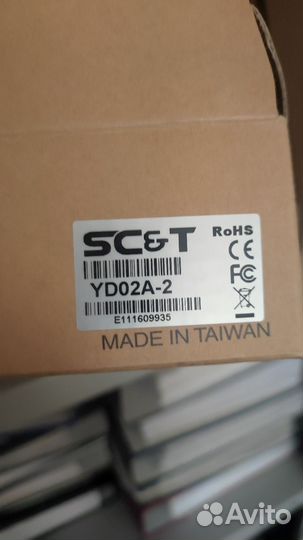 SC&T
RoHS
CE
FC
YD02A-2
E111609935
MADE IN TAIWAN
Avito